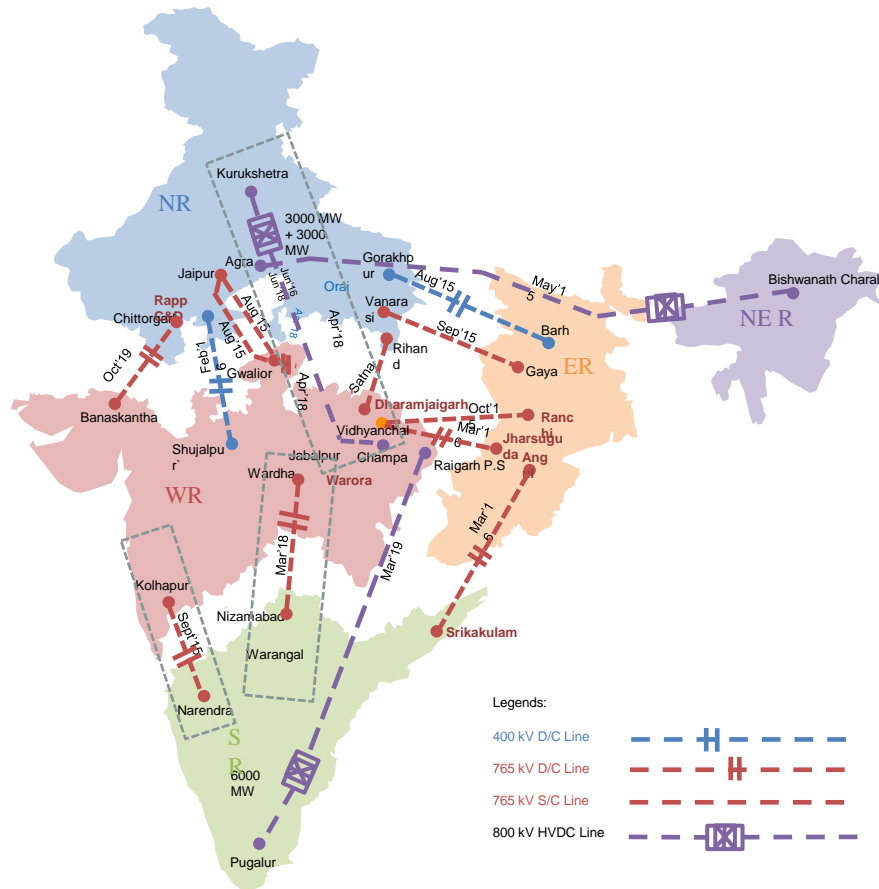 Kurukshetra
NR
3000 MW
+ 3000
MW
Agra
Gorakhp
ur
Jaipur
Jun'16
Jun'18
Orai
Aug'15
May'1
5
Bishwanath Charal
Rapp
Chittorgar
Vanara
si
Aug'15
Aug'15
Apr'18
Sep'15
Barh
NE R
Feb'1
6
Rihan
d
Oct'19
Gwalior
Satna
Gaya
ER
Apr'18
Banaskantha
Dharamjaigarh
Oct'1
5
Ranc
hi
Vidhyanchal
Mar'1
6
Shujalpu
r`
Jabalpur
Champa
Jharsugu
da
Ang
Raigarh P.S
WR
Wardha
Warora
Mar'18
Mar'19
Mar'1
6
Kolhapur
Sept'15
Nizamabad
Srikakulam
Warangal
Narendra
S
R
6000
MW
Pugalur
Legends:
400 kV D/C Line
765 kV D/C Line
765 kV S/C Line
800 kV HVDC Line